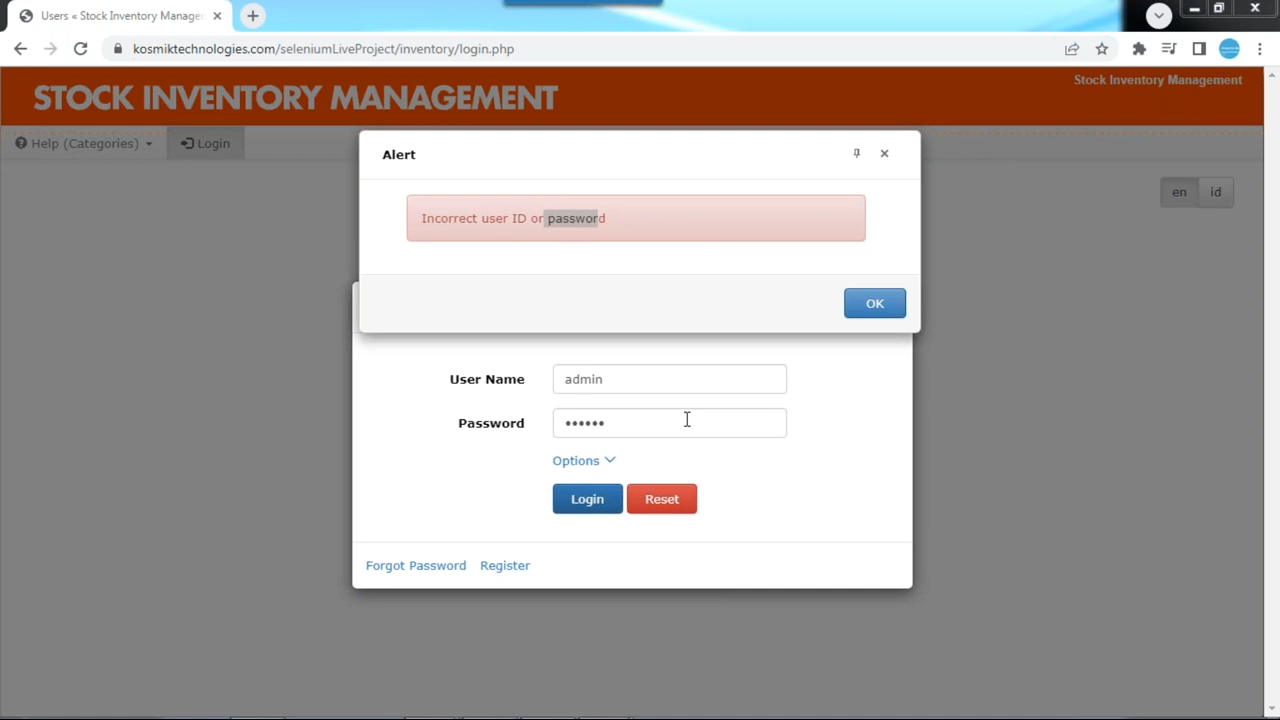 Users « Stock Inventory Manage
kosmiktechnologies.com/seleniumLiveProject/inventory/login.php
STOCK INVENTORY MANAGEMENT
Stock Inventory Management
Help (Categories)
Login
en
id
Alert
Incorrect user ID or password
OK
User Name
admin
Password
••••••
Options
Login
Reset
Forgot Password
Register